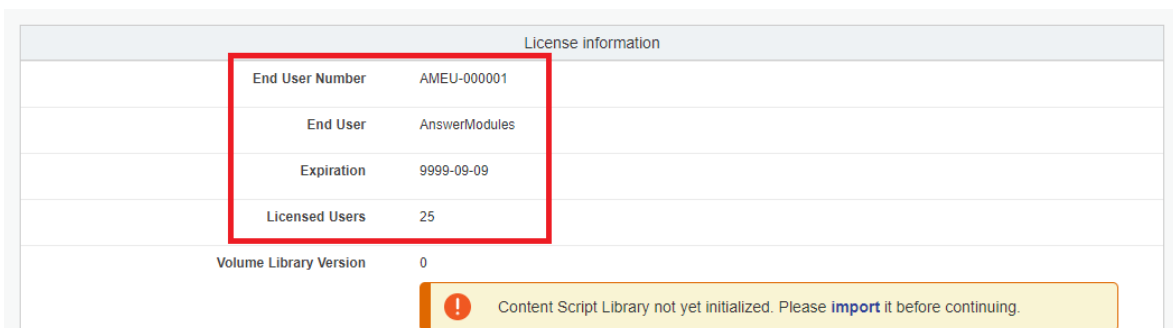 License information
End User Number AMEU-000001
End User AnswerModules
Expiration 9999-09-09
Licensed Users 25
Volume Library Version 0
Content Script Library not yet initialized. Please import it before continuing.